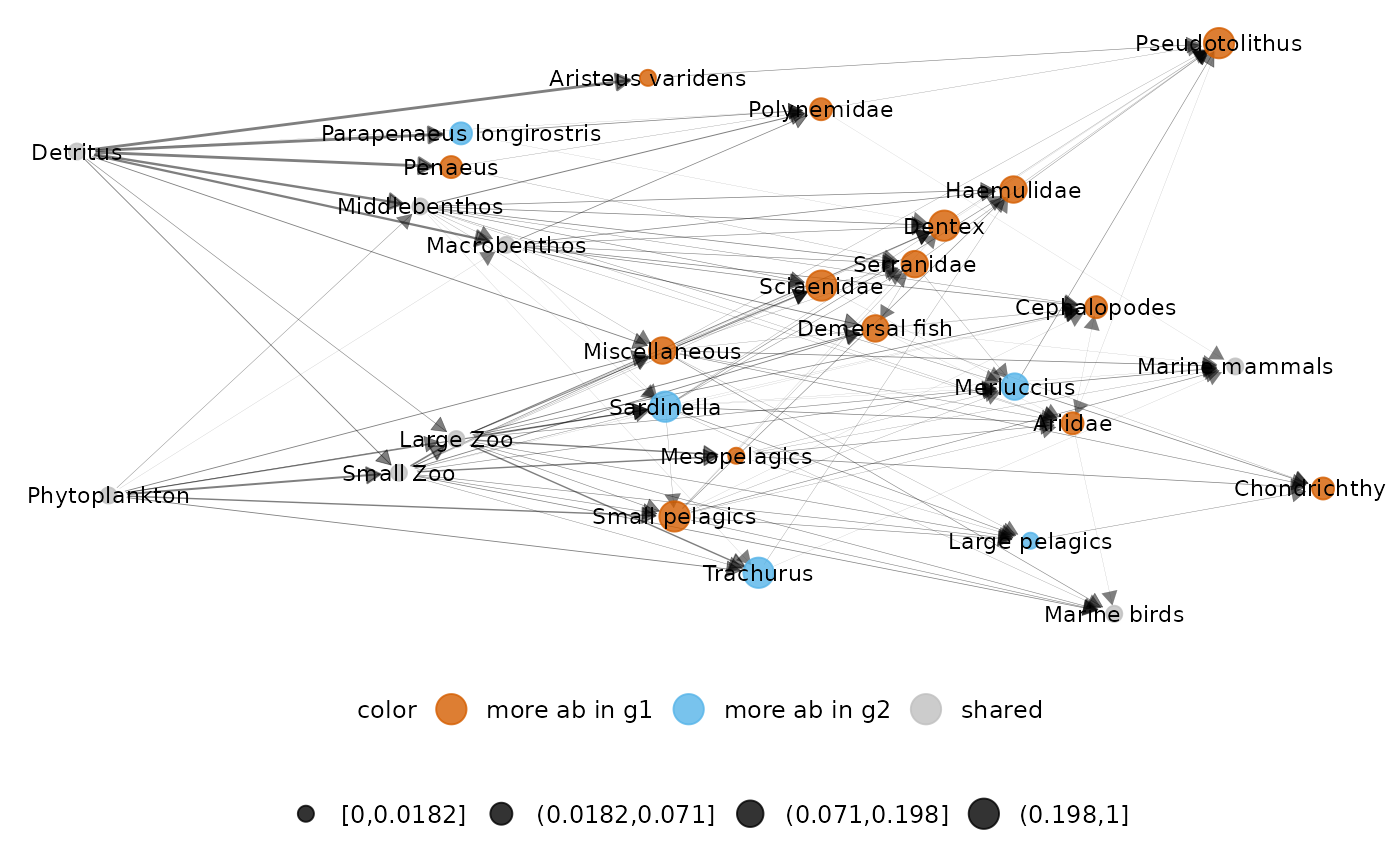 Pseudotolithus
Aristeus varidens
Polynemidae
Parapenaeus longirostris
Detritus
Penaeus
Haemulidae
Middlebenthos
Dentex
Macrobenthos
Serranidae
Sciaenidae
Cephalopodes
Demersal fish
Miscellaneous
Marine mammals
Merluccius
Sardinella
Ariidae
Large Zoo
Mesopelagics
Small Zoo
Chondrichthy
Phytoplankton
Small pelagics
Large pelagics
Trachurus
Marine birds
color more ab in g1 more ab in g2 shared
[0,0.0182] (0.0182,0.071] (0.071,0.198] (0.198,1]